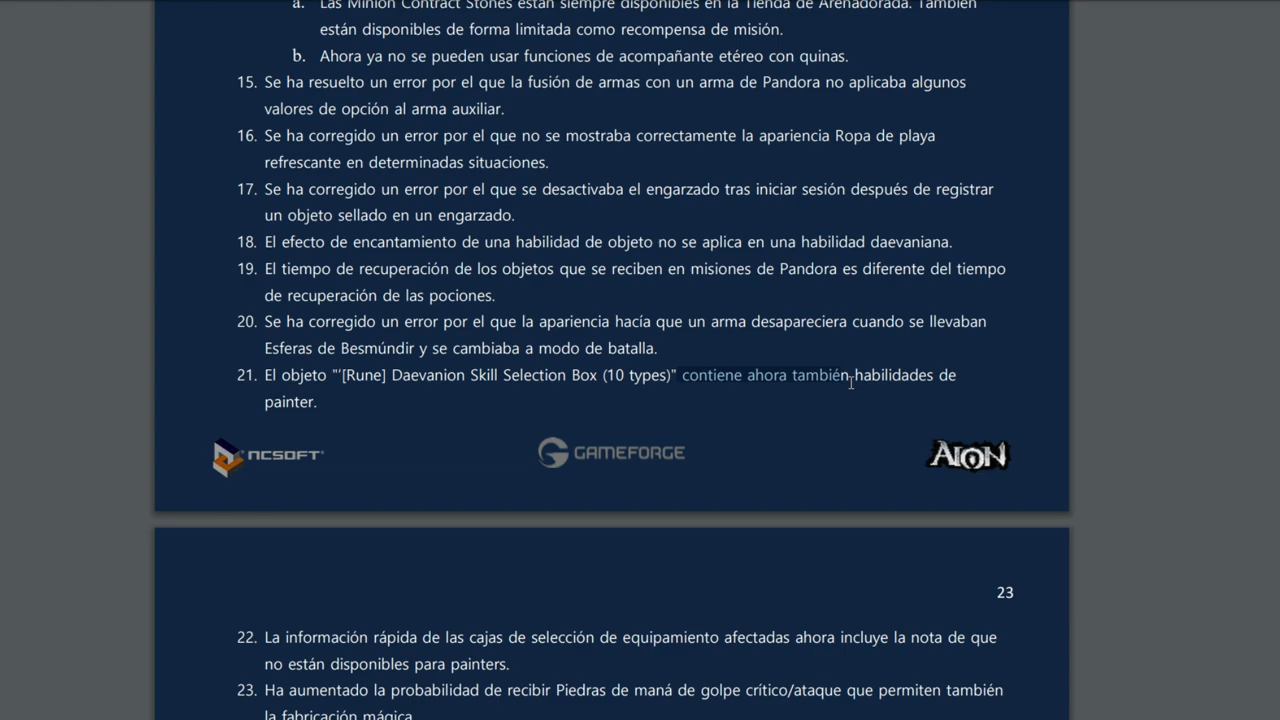 a. Las Minion Contract Stones están siempre disponibles en la Tienda de Arenadorada. También
están disponibles de forma limitada como recompensa de misión.
b. Ahora ya no se pueden usar funciones de acompañante etéreo con quinas.
15. Se ha resuelto un error por el que la fusión de armas con un arma de Pandora no aplicaba algunos
valores de opción al arma auxiliar.
16. Se ha corregido un error por el que no se mostraba correctamente la apariencia Ropa de playa
refrescante en determinadas situaciones.
17. Se ha corregido un error por el que se desactivaba el engarzado tras iniciar sesión después de registrar
un objeto sellado en un engarzado.
18. El efecto de encantamiento de una habilidad de objeto no se aplica en una habilidad daevaniana.
19. El tiempo de recuperación de los objetos que se reciben en misiones de Pandora es diferente del tiempo
de recuperación de las pociones.
20. Se ha corregido un error por el que la apariencia hacía que un arma desapareciera cuando se llevaban
Esferas de Besmúndir y se cambiaba a modo de batalla.
21. El objeto "'[Rune] Daevanion Skill Selection Box (10 types)" contiene ahora también habilidades de
painter.
NCSOFT GAMEFORGE AION
23
22. La información rápida de las cajas de selección de equipamiento afectadas ahora incluye la nota de que
no están disponibles para painters.
23. Ha aumentado la probabilidad de recibir Piedras de maná de golpe crítico/ataque que permiten también
la fabricación mágica.